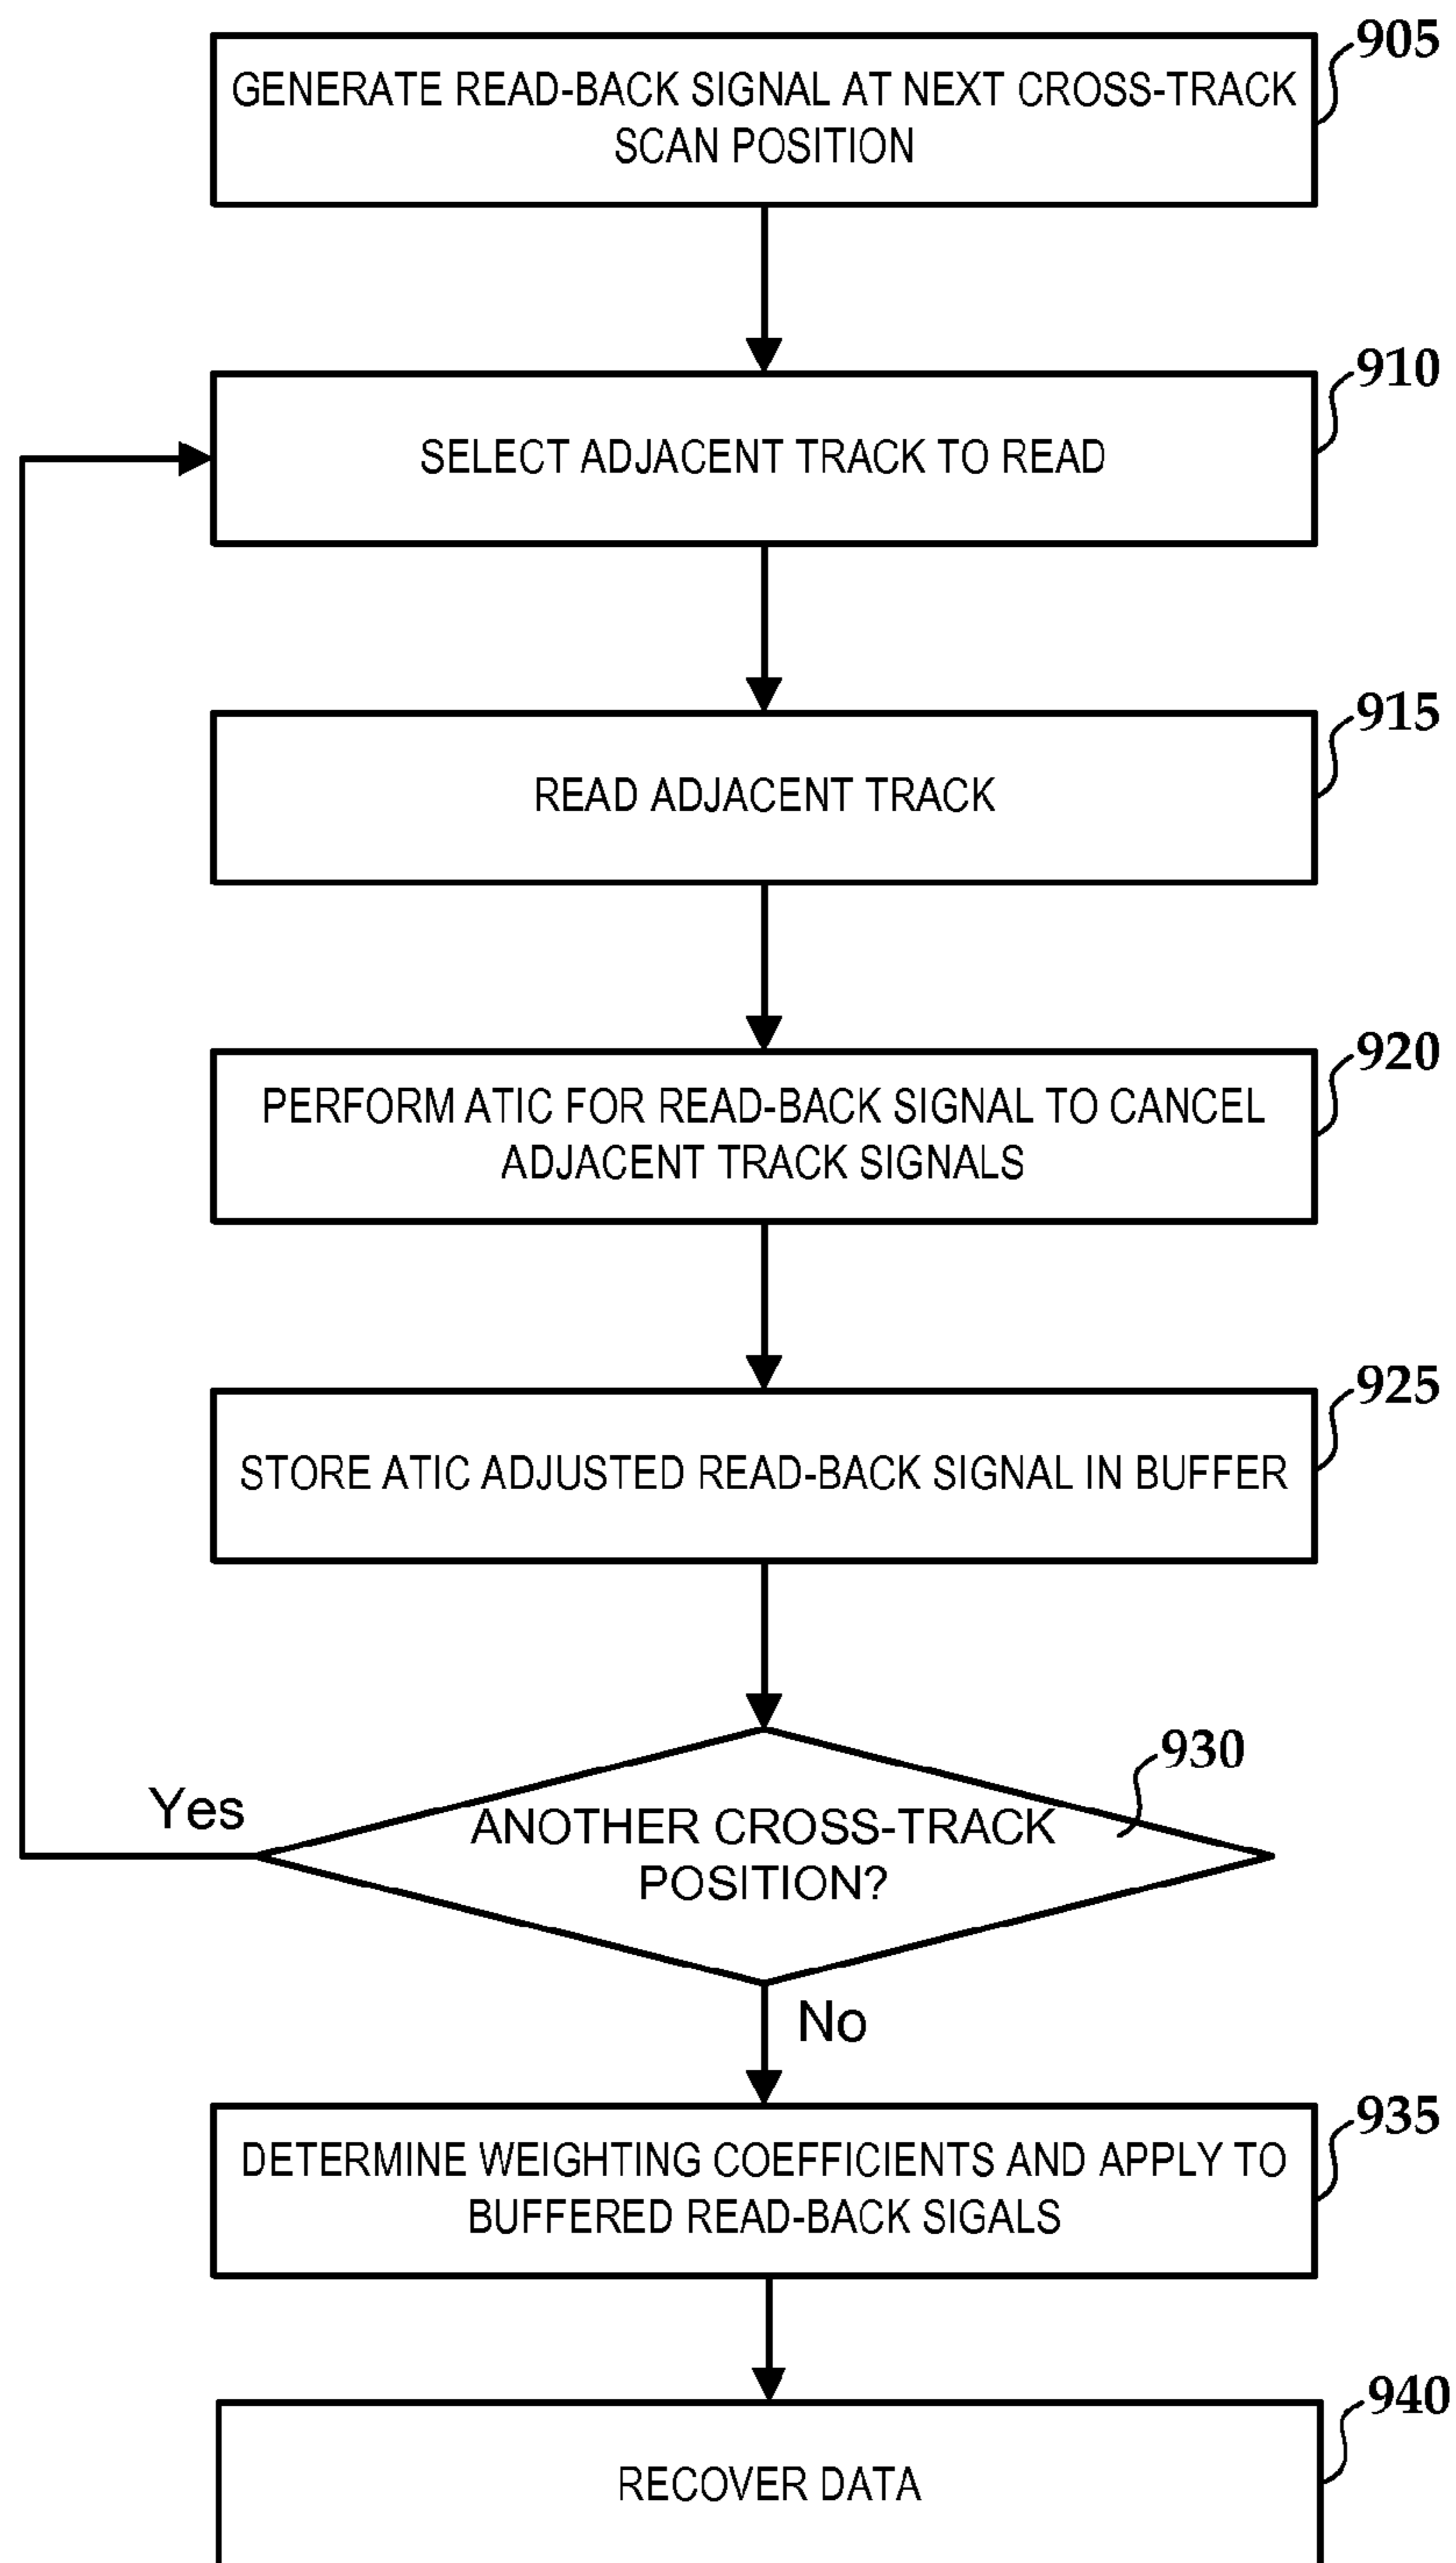 905
GENERATE READ-BACK SIGNAL AT NEXT CROSS-TRACK
SCAN POSITION
910
SELECT ADJACENT TRACK TO READ
915
READ ADJACENT TRACK
920
PERFORM ATIC FOR READ-BACK SIGNAL TO CANCEL
ADJACENT TRACK SIGNALS
925
STORE ATIC ADJUSTED READ-BACK SIGNAL IN BUFFER
930
Yes
ANOTHER CROSS-TRACK
POSITION?
No
935
DETERMINE WEIGHTING COEFFICIENTS AND APPLY TO
BUFFERED READ-BACK SIGALS
940
RECOVER DATA